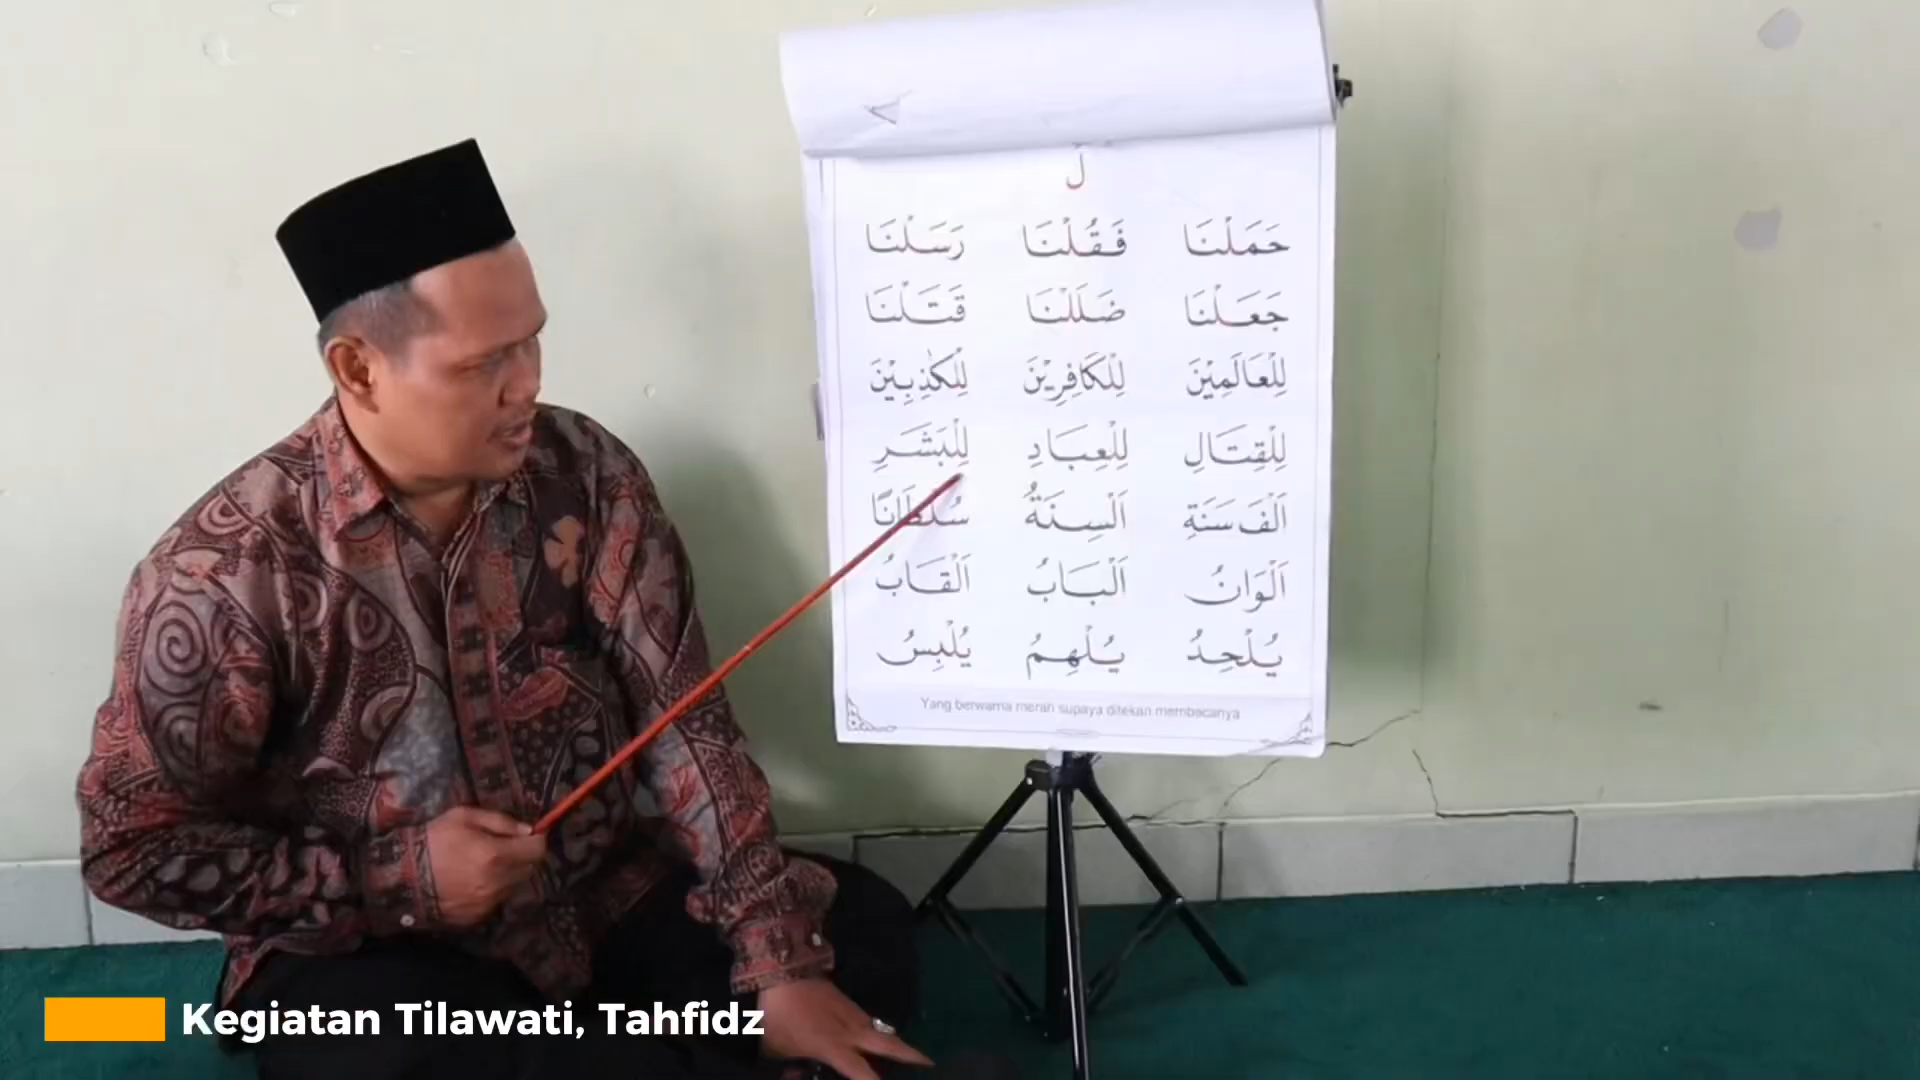 لْ
حَمَلْنَا فَقُلْنَا رَسَلْنَا
جَعَلْنَا ضَلَلْنَا قَتَلْنَا
لِلْعَالَمِيْنَ لِلْكَافِرِيْنَ لِلْكٰذِبِيْنَ
لِلْقِتَالِ لِلْعِبَادِ لِلْبَشَرِ
اَلْفَ سَنَةِ اَلْسِنَةُ سُلْطَانًا
اَلْوَانُ اَلْبَابُ اَلْقَابُ
يُلْحِدُ يُلْهِمُ يُلْبِسُ
Yang berwarna merah supaya ditekan membacanya
Kegiatan Tilawati, Tahfidz